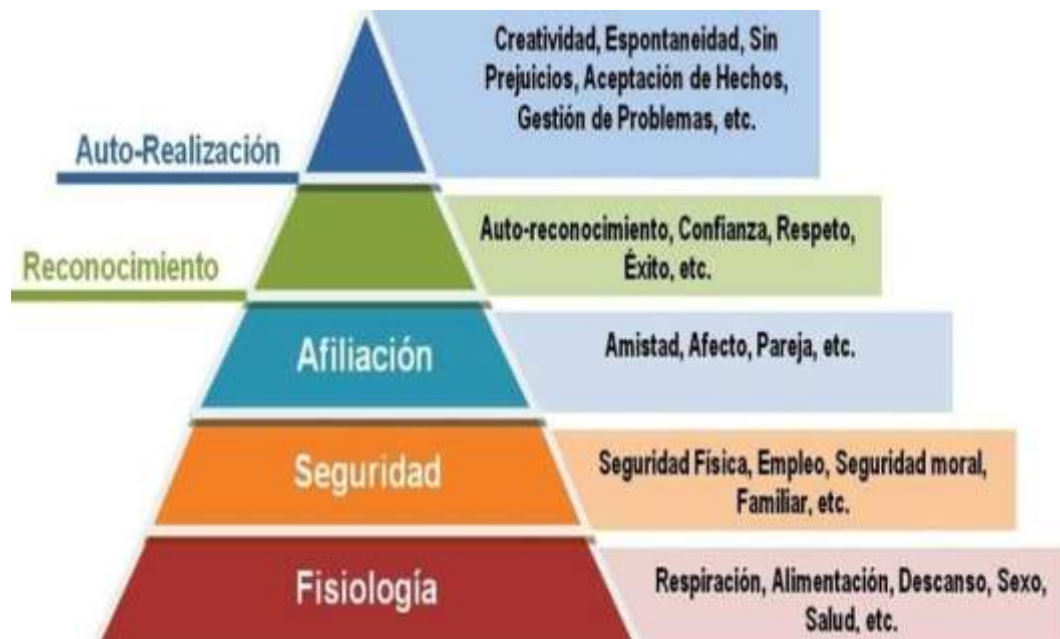 Creatividad, Espontaneidad, Sin
Prejuicios, Aceptación de Hechos,
Gestión de Problemas, etc.
Auto-Realización
Auto-reconocimiento, Confianza, Respeto,
Éxito, etc.
Reconocimiento
Afiliación
Amistad, Afecto, Pareja, etc.
Seguridad
Seguridad Física, Empleo, Seguridad moral,
Familiar, etc.
Fisiología
Respiración, Alimentación, Descanso, Sexo,
Salud, etc.